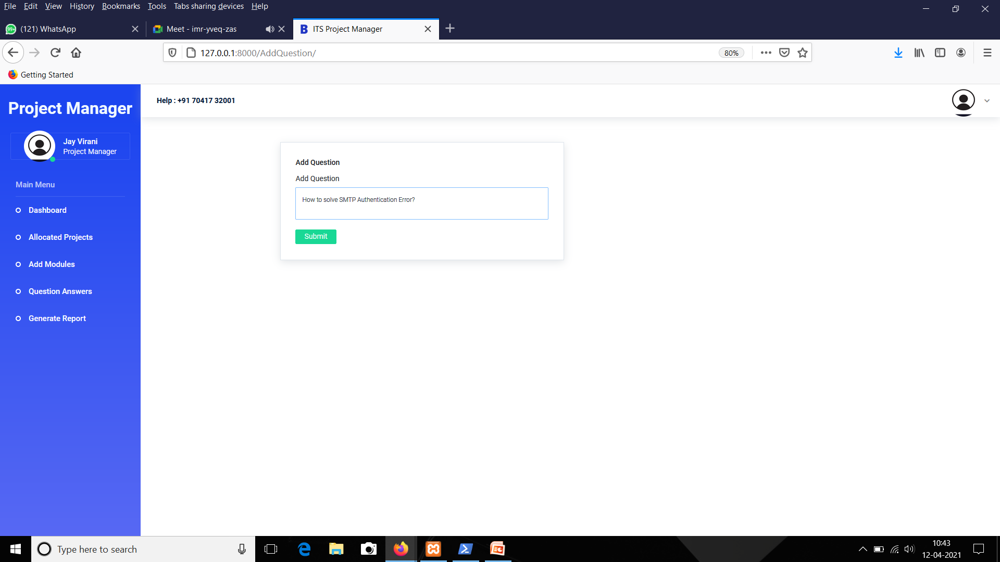 File Edit View History Bookmarks Tools Tabs sharing devices Help
99+ (121) WhatsApp
Meet - imr-yveq-zas
B ITS Project Manager
127.0.0.1:8000/AddQuestion/
80%
Getting Started
Project Manager
Jay Virani
Project Manager
Main Menu
Dashboard
Allocated Projects
Add Modules
Question Answers
Generate Report
Help : +91 70417 32001
Add Question
Add Question
How to solve SMTP Authentication Error?
Submit
Type here to search
10:43
12-04-2021